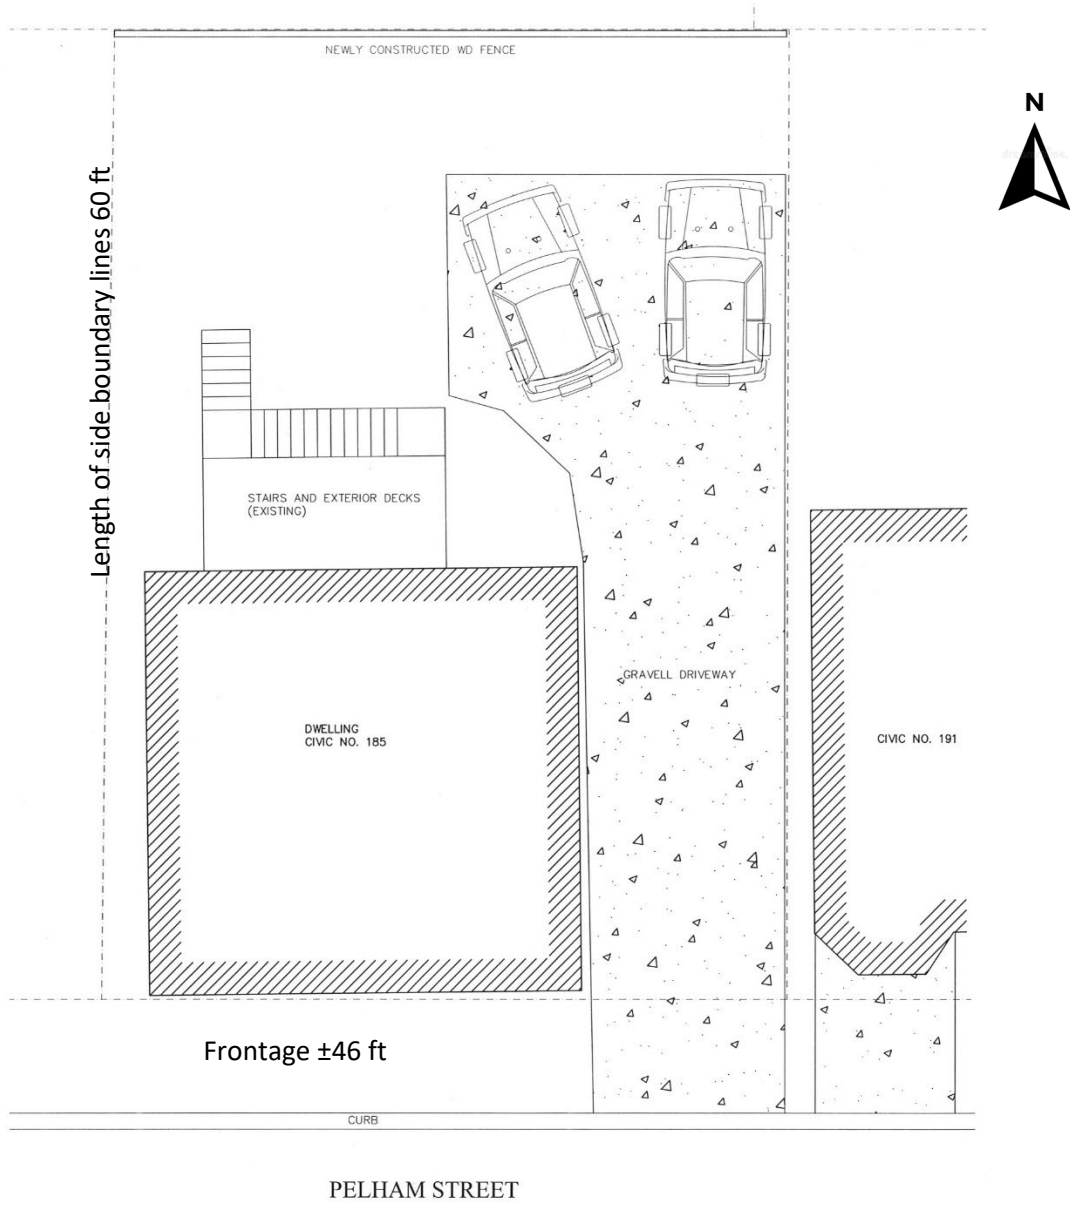 NEWLY CONSTRUCTED WD FENCE
N
Length of side boundary lines 60 ft
STAIRS AND EXTERIOR DECKS
(EXISTING)
GRAVELL DRIVEWAY
DWELLING
CIVIC NO. 185
CIVIC NO. 191
Frontage ±46 ft
CURB
PELHAM STREET